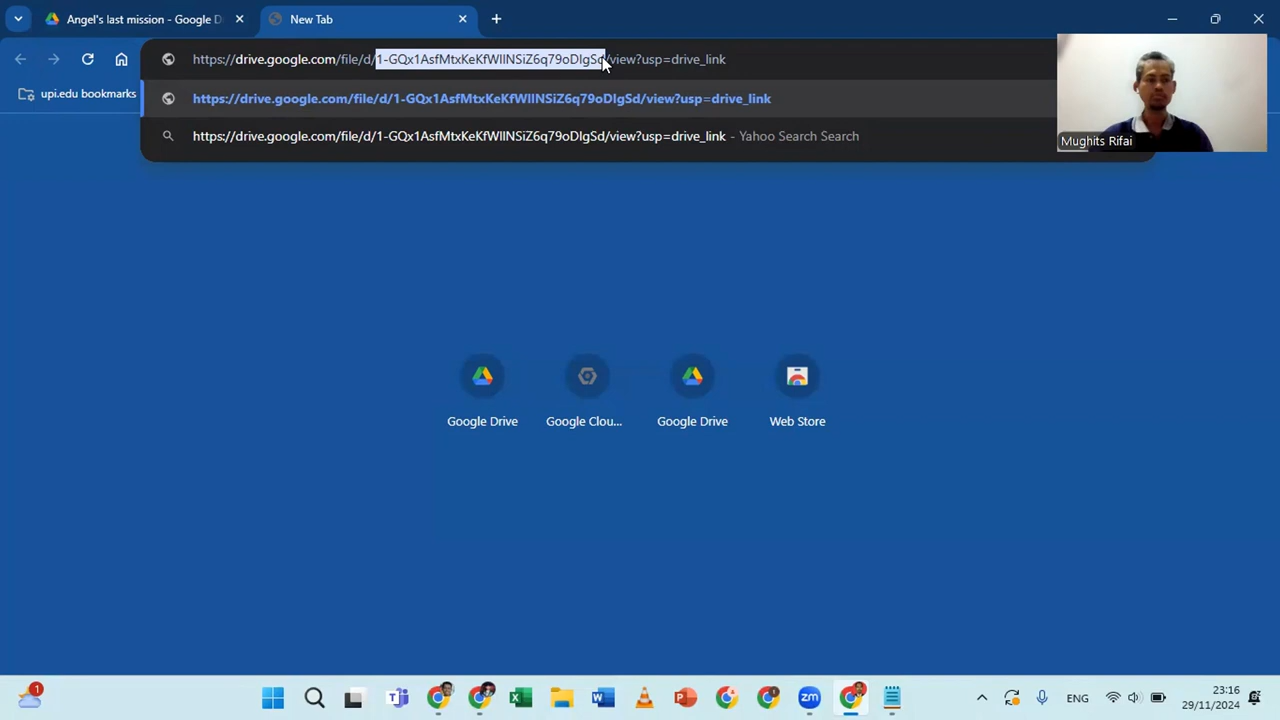 Angel's last mission - Google D
New Tab
https://drive.google.com/file/d/1-GQx1AsfMtxKeKfWIlNSiZ6q79oDlgSd/view?usp=drive_link
upi.edu bookmarks
https://drive.google.com/file/d/1-GQx1AsfMtxKeKfWIlNSiZ6q79oDlgSd/view?usp=drive_link
https://drive.google.com/file/d/1-GQx1AsfMtxKeKfWIlNSiZ6q79oDlgSd/view?usp=drive_link - Yahoo Search Search
Mughits Rifai
Google Drive
Google Clou...
Google Drive
Web Store
1
zm
ENG
23:16
29/11/2024